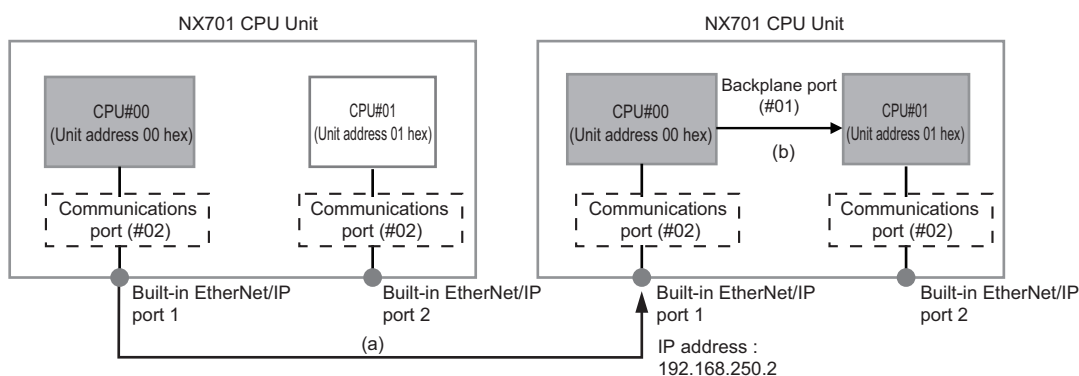 NX701 CPU Unit
CPU#00
(Unit address 00 hex)
CPU#01
(Unit address 01 hex)
Communications
port (#02)
Communications
port (#02)
Built-in EtherNet/IP
port 1
Built-in EtherNet/IP
port 2
(a)
NX701 CPU Unit
CPU#00
(Unit address 00 hex)
Backplane port
(#01)
(b)
CPU#01
(Unit address 01 hex)
Communications
port (#02)
Communications
port (#02)
Built-in EtherNet/IP
port 1
IP address :
192.168.250.2
Built-in EtherNet/IP
port 2